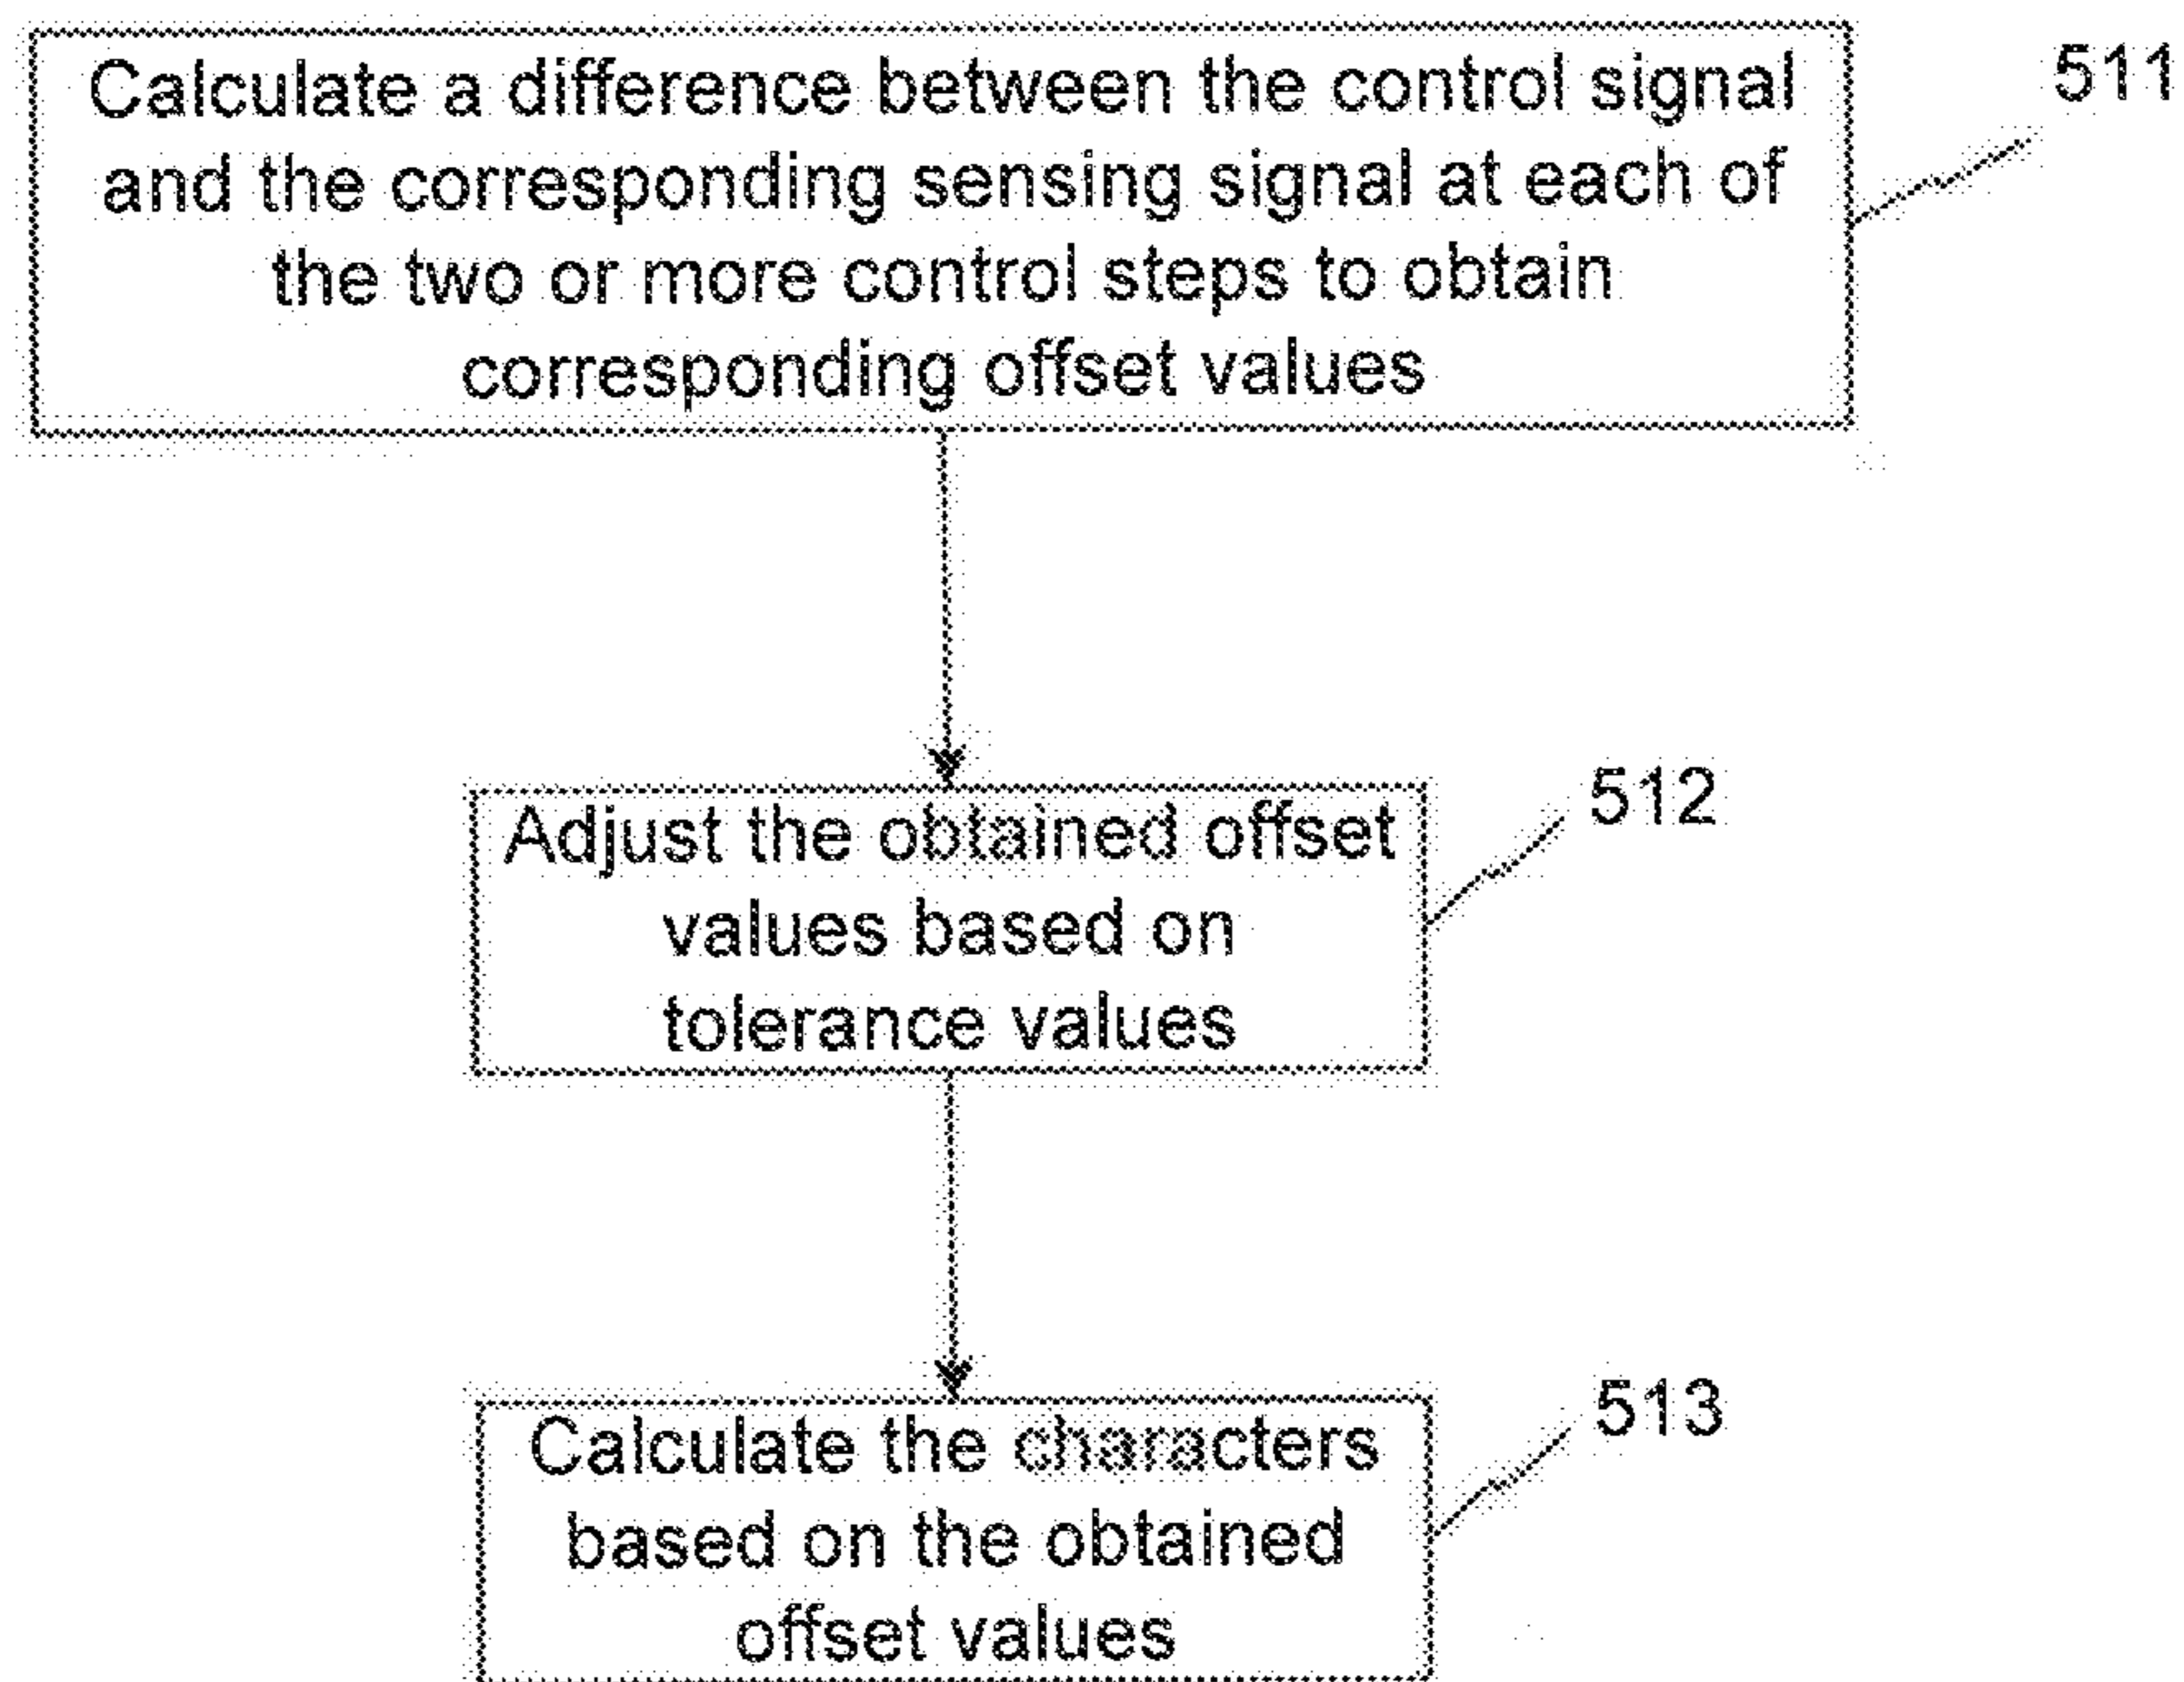 Calculate a difference between the control signal
and the corresponding sensing signal at each of
the two or more control steps to obtain
corresponding offset values
511
Adjust the obtained offset
values based on
tolerance values
512
Calculate the characters
based on the obtained
offset values
513